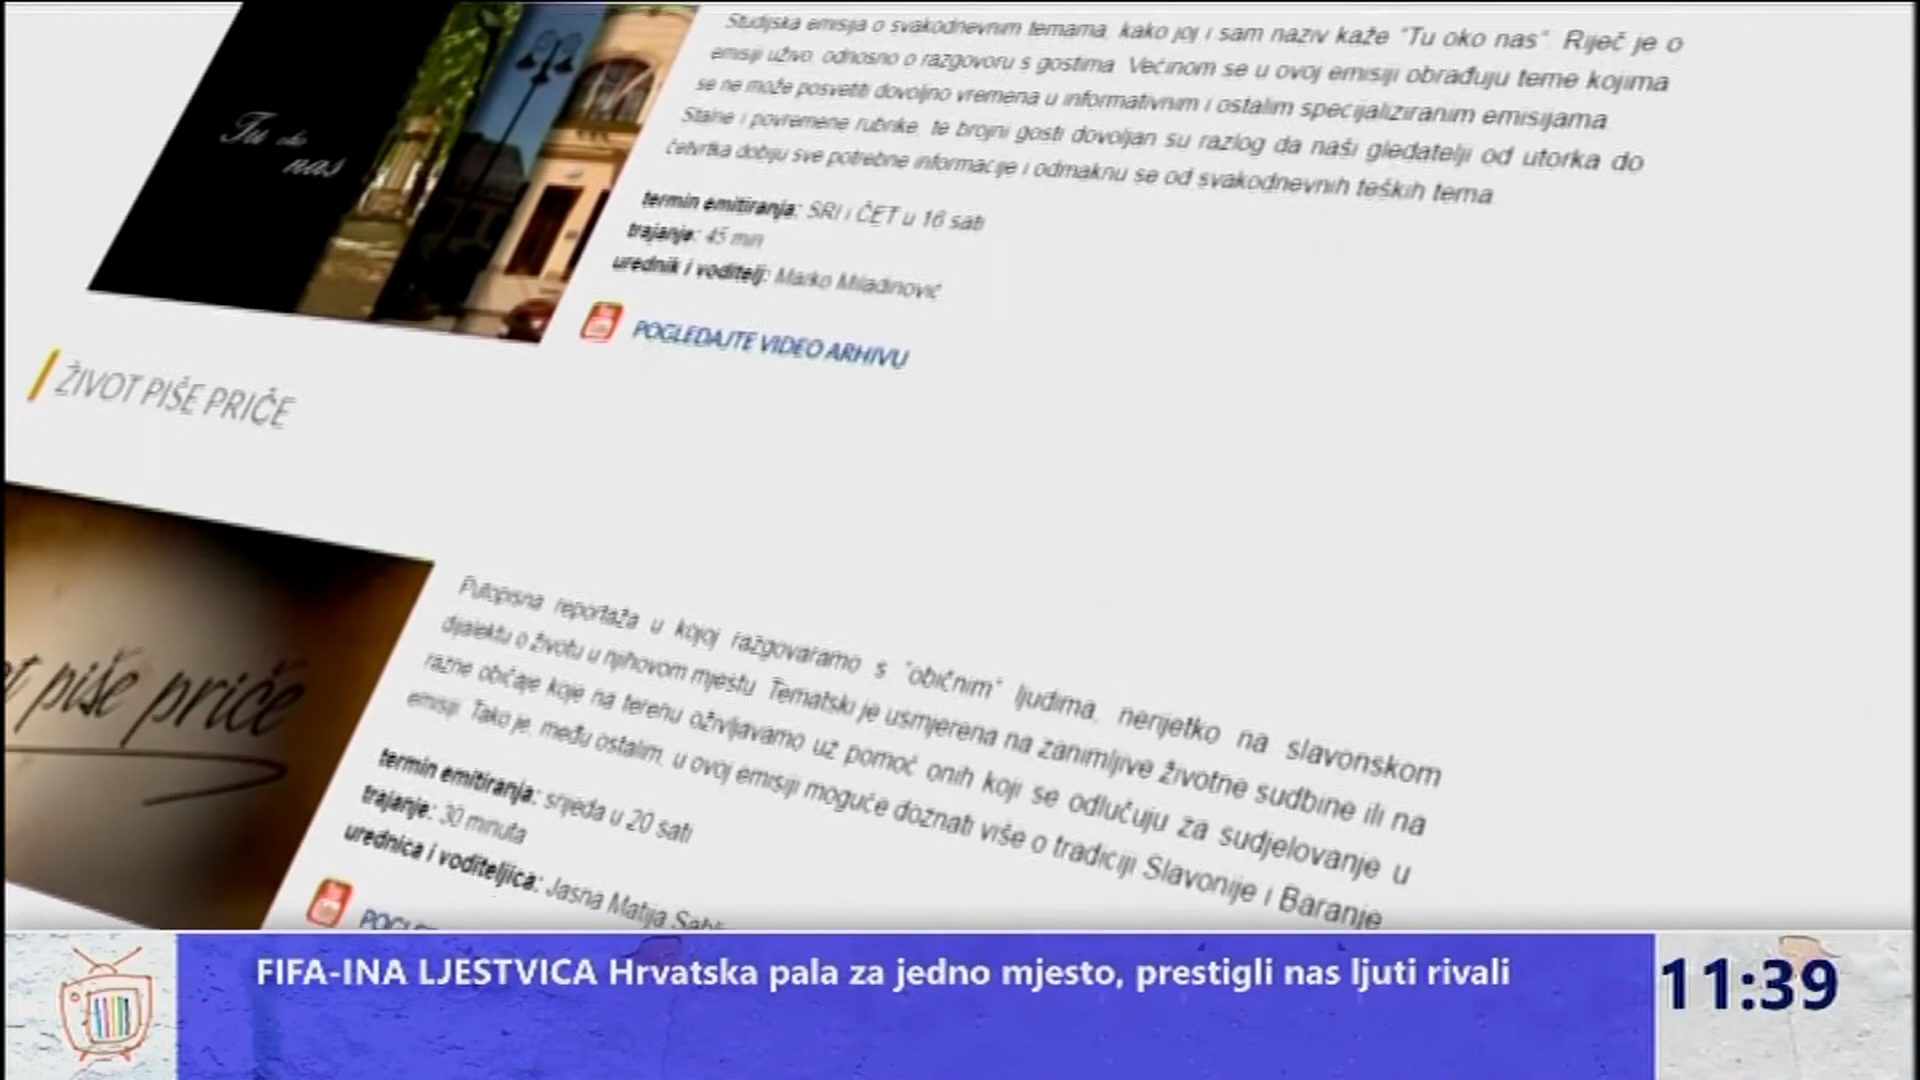 Studijska emisija o svakodnevnim temama, kako joj i sam naziv kaže "Tu oko nas". Riječ je o
emisiji uživo, odnosno o razgovoru s gostima. Većinom se u ovoj emisiji obrađuju teme kojima
se ne može posvetiti dovoljno vremena u informativnim i ostalim specijaliziranim emisijama.
Stalne i povremene rubrike, te brojni gosti dovoljan su razlog da naši gledatelji od utorka do
četvrtka dobiju sve potrebne informacije i odmaknu se od svakodnevnih teških tema.
Tu oko
nas
termin emitiranja: SRI i ČET u 16 sati
trajanje: 45 min
urednik i voditelj: Marko Miladinović
POGLEDAJTE VIDEO ARHIVU
ŽIVOT PIŠE PRIČE
piše priče
Putopisna reportaža u kojoj razgovaramo s "običnim" ljudima, nerijetko na slavonskom
dijalektu o životu u njihovom mjestu. Tematski je usmjerena na zanimljive životne sudbine ili na
razne običaje koje na terenu oživljavamo uz pomoć onih koji se odlučuju za sudjelovanje u
emisiji. Tako je, među ostalim, u ovoj emisiji moguće doznati više o tradiciji Slavonije i Baranje
termin emitiranja: srijeda u 20 sati
trajanje: 30 minuta
urednica i voditeljica: Jasna Matija
FIFA-INA LJESTVICA Hrvatska pala za jedno mjesto, prestigli nas ljuti rivali
11:39